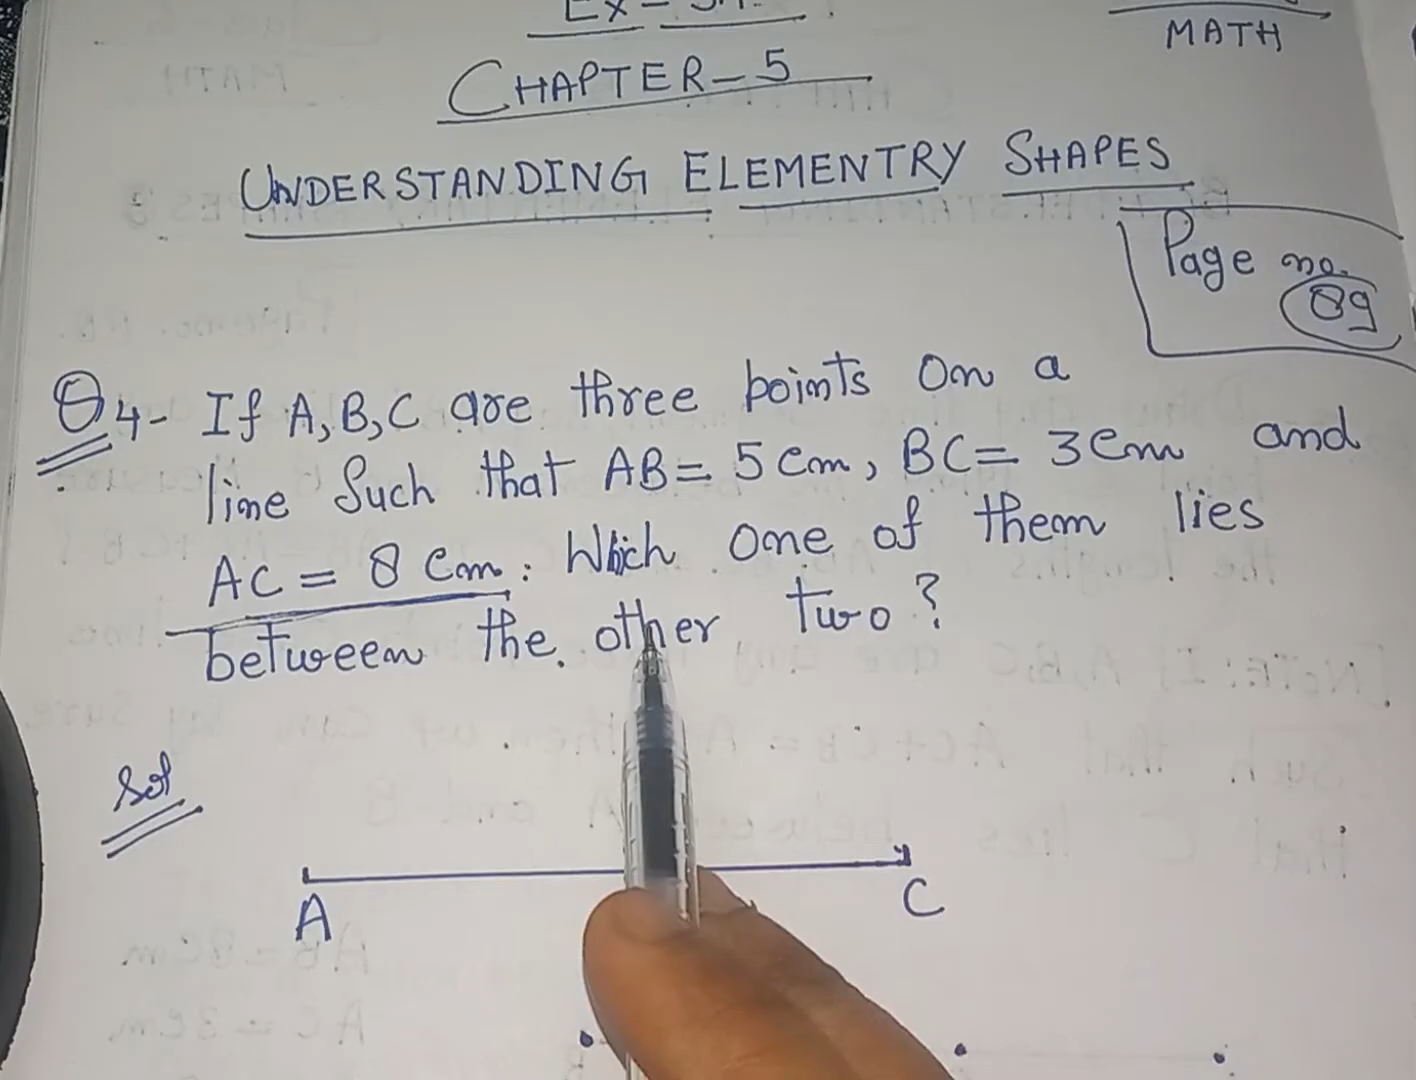 MATH
CHAPTER-5
UNDERSTANDING ELEMENTRY SHAPES
Page no.
89
Q4- If A, B, C are three points on a
line Such that AB = 5 cm, BC = 3 cm and
AC = 8 cm. Which one of them lies
between the other two?
Sol
A C